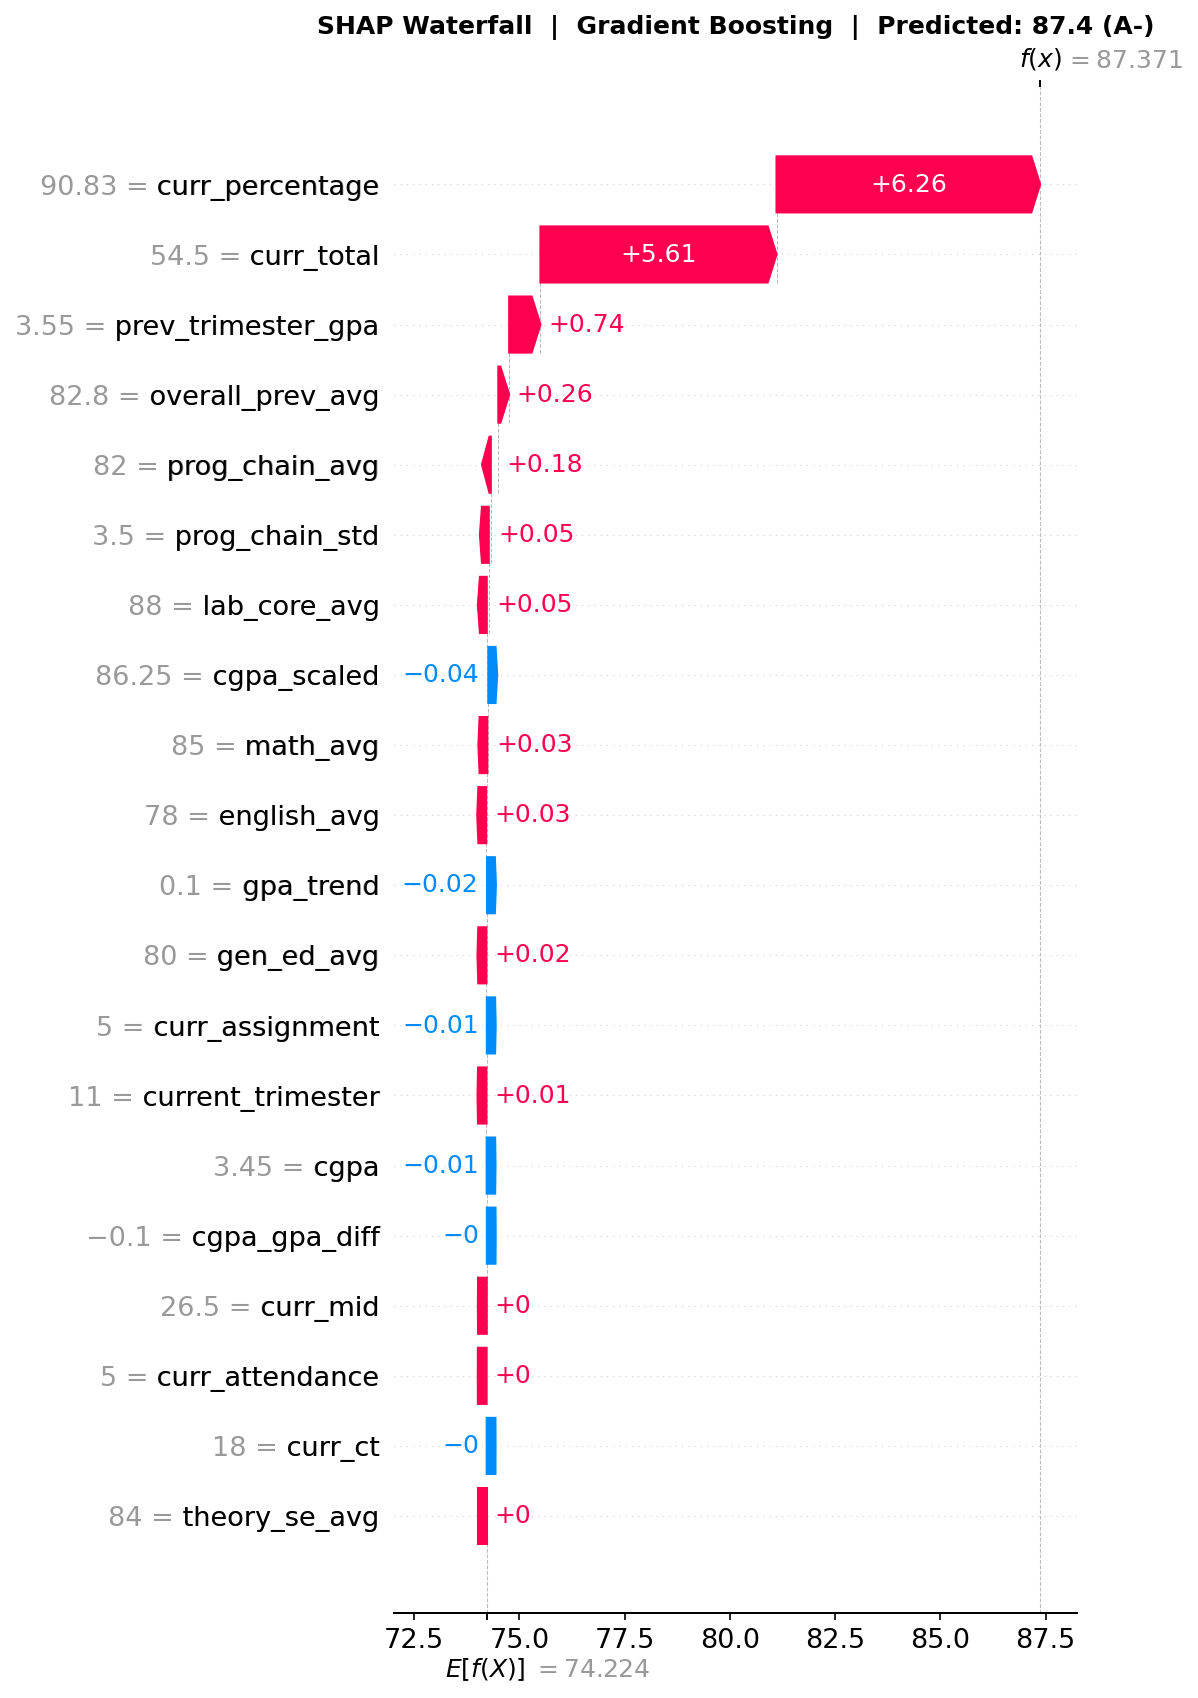 SHAP Waterfall | Gradient Boosting | Predicted: 87.4 (A-)
f(x) = 87.371
90.83 = curr_percentage +6.26
54.5 = curr_total +5.61
3.55 = prev_trimester_gpa +0.74
82.8 = overall_prev_avg +0.26
82 = prog_chain_avg +0.18
3.5 = prog_chain_std +0.05
88 = lab_core_avg +0.05
86.25 = cgpa_scaled −0.04
85 = math_avg +0.03
78 = english_avg +0.03
0.1 = gpa_trend −0.02
80 = gen_ed_avg +0.02
5 = curr_assignment −0.01
11 = current_trimester +0.01
3.45 = cgpa −0.01
−0.1 = cgpa_gpa_diff −0
26.5 = curr_mid +0
5 = curr_attendance +0
18 = curr_ct −0
84 = theory_se_avg +0
72.5 75.0 77.5 80.0 82.5 85.0 87.5
E[f(X)] = 74.224